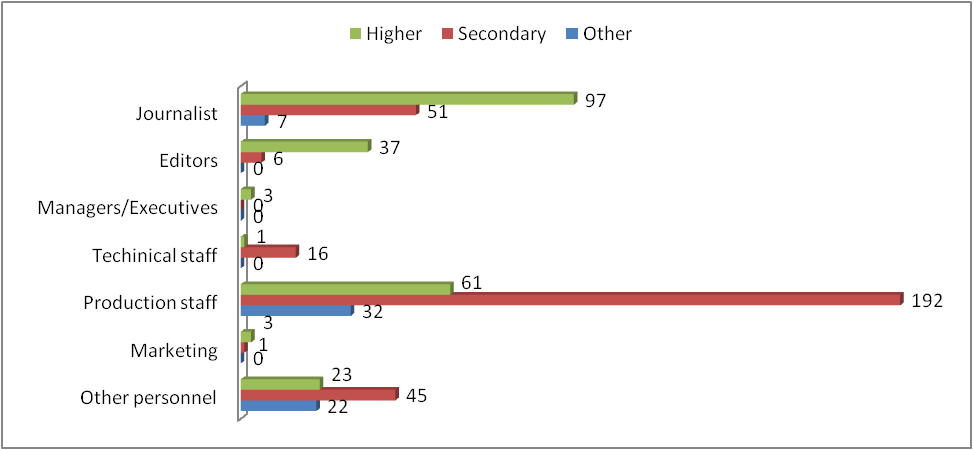 Higher Secondary Other
Journalist 97
51
7
Editors 37
6
0
Managers/Executives 3
0
0
Techinical staff 1
16
0
Production staff 61
192
32
Marketing 3
1
0
Other personnel 23
45
22